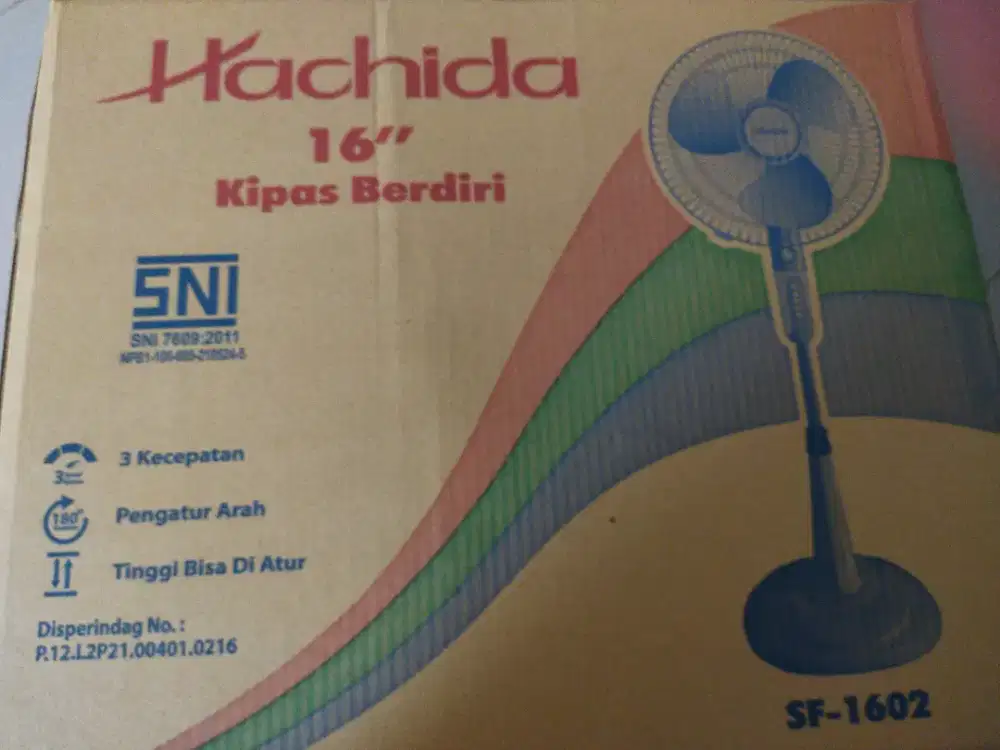 Hachida
16"
Kipas Berdiri
SNI
SNI 7609:2011
3 Kecepatan
180°
Pengatur Arah
Tinggi Bisa Di Atur
Disperindag No. :
P.12.L2P21.00401.0216
SF-1602